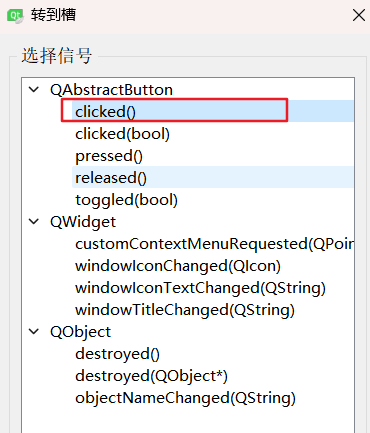 Qt 转到槽
选择信号
QAbstractButton
clicked()
clicked(bool)
pressed()
released()
toggled(bool)
QWidget
customContextMenuRequested(QPoin
windowIconChanged(QIcon)
windowIconTextChanged(QString)
windowTitleChanged(QString)
QObject
destroyed()
destroyed(QObject*)
objectNameChanged(QString)